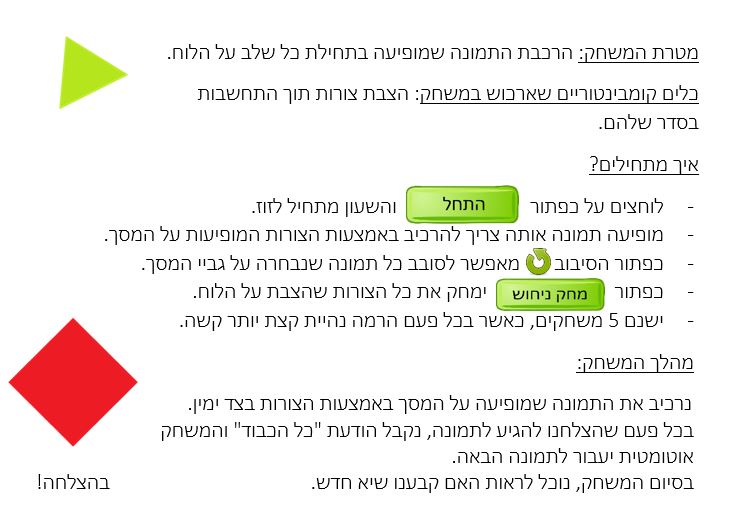 מטרת המשחק: הרכבת התמונה שמופיעה בתחילת כל שלב על הלוח.
כלים קומבינטוריים שארכוש במשחק: הצבת צורות תוך התחשבות
בסדר שלהם.
איך מתחילים?
- לוחצים על כפתור התחל והשעון מתחיל לזוז.
- מופיעה תמונה אותה צריך להרכיב באמצעות הצורות המופיעות על המסך.
- כפתור הסיבוב מאפשר לסובב כל תמונה שנבחרה על גביי המסך.
- כפתור מחק ניחוש ימחק את כל הצורות שהצבת על הלוח.
- ישנם 5 משחקים, כאשר בכל פעם הרמה נהיית קצת יותר קשה.
מהלך המשחק:
נרכיב את התמונה שמופיעה על המסך באמצעות הצורות בצד ימין.
בכל פעם שהצלחנו להגיע לתמונה, נקבל הודעת "כל הכבוד" והמשחק
אוטומטית יעבור לתמונה הבאה.
בסיום המשחק, נוכל לראות האם קבענו שיא חדש. בהצלחה!